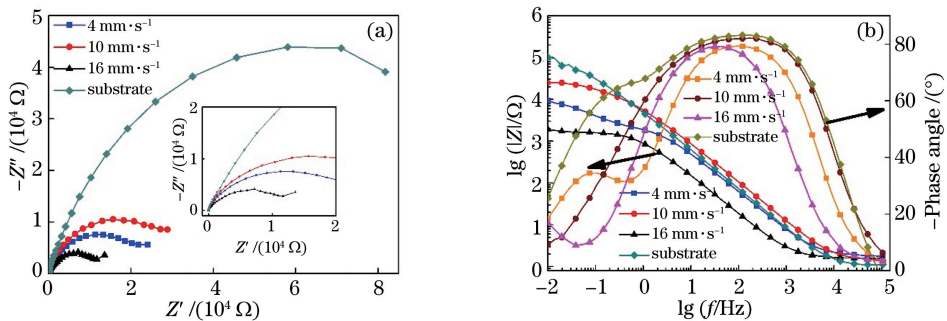 (a)
4 mm·s⁻¹
10 mm·s⁻¹
16 mm·s⁻¹
substrate
−Z″ /(10⁴ Ω)
5
4
3
2
1
0
0 1 2 3 4 5 6 7 8
Z′ /(10⁴ Ω)
−Z″ /(10⁴ Ω)
2
1
0
0 1 2
Z′ /(10⁴ Ω)
(b)
lg (|Z|/Ω)
6
5
4
3
2
1
0
−2 −1 0 1 2 3 4 5
lg (f/Hz)
4 mm·s⁻¹
10 mm·s⁻¹
16 mm·s⁻¹
substrate
4 mm·s⁻¹
10 mm·s⁻¹
16 mm·s⁻¹
substrate
80
60
40
20
0
−Phase angle /(°)